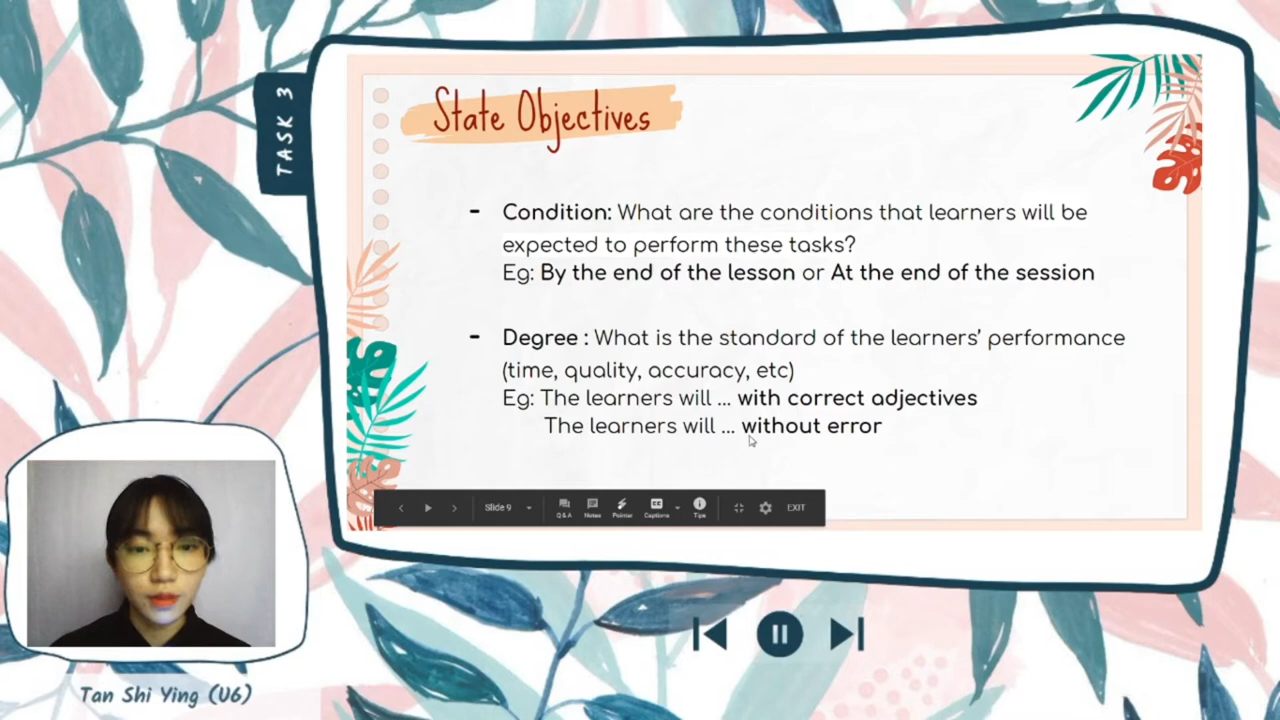 TASK 3
State Objectives
- Condition: What are the conditions that learners will be
expected to perform these tasks?
Eg: By the end of the lesson or At the end of the session
- Degree : What is the standard of the learners' performance
(time, quality, accuracy, etc)
Eg: The learners will ... with correct adjectives
The learners will ... without error
Slide 9 Q & A Notes Pointer Captions Tips EXIT
Tan Shi Ying (U6)